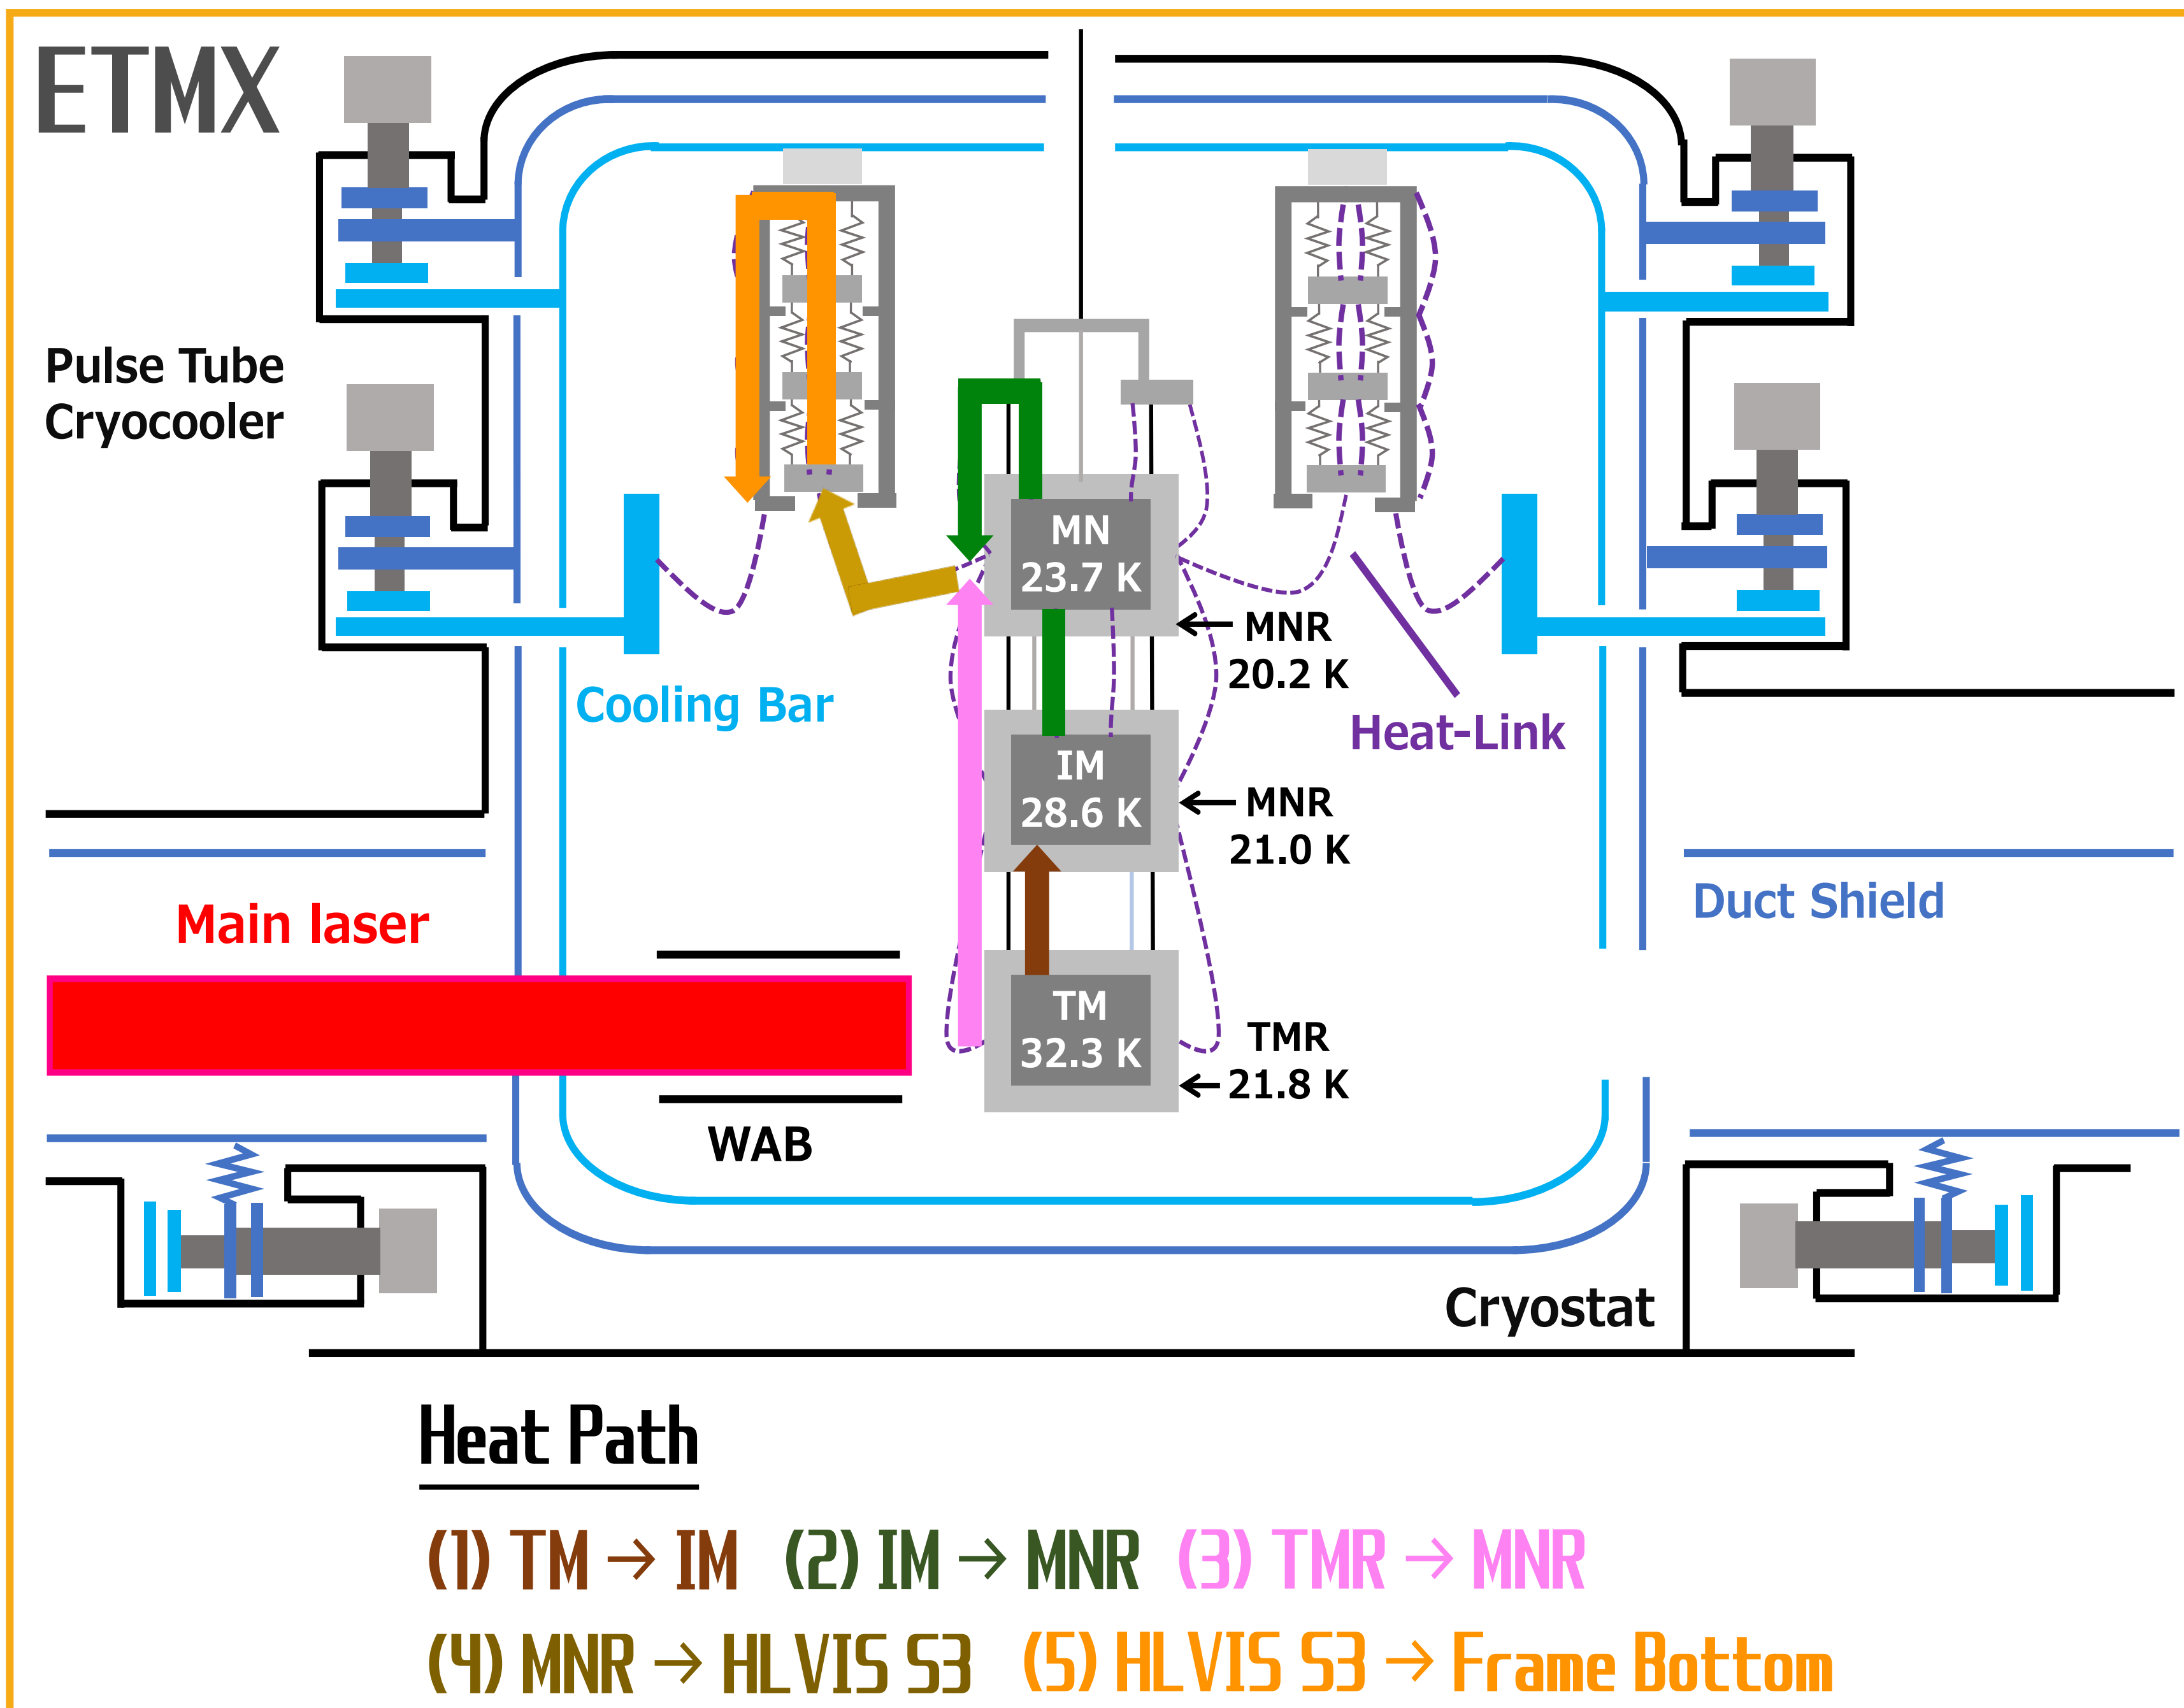 ETMX
Pulse Tube
Cryocooler
MN
23.7 K
MNR
20.2 K
Cooling Bar
Heat-Link
IM
28.6 K
MNR
21.0 K
Main laser
Duct Shield
TM
32.3 K
TMR
21.8 K
WAB
Cryostat
Heat Path
(1) TM → IM (2) IM → MNR (3) TMR → MNR
(4) MNR → HLVIS S3 (5) HLVIS S3 → Frame Bottom